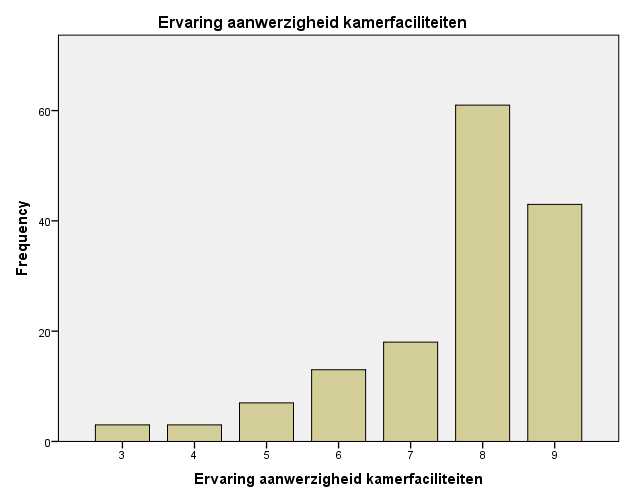 Ervaring aanwerzigheid kamerfaciliteiten
60
40
20
0
Frequency
3 4 5 6 7 8 9
Ervaring aanwerzigheid kamerfaciliteiten